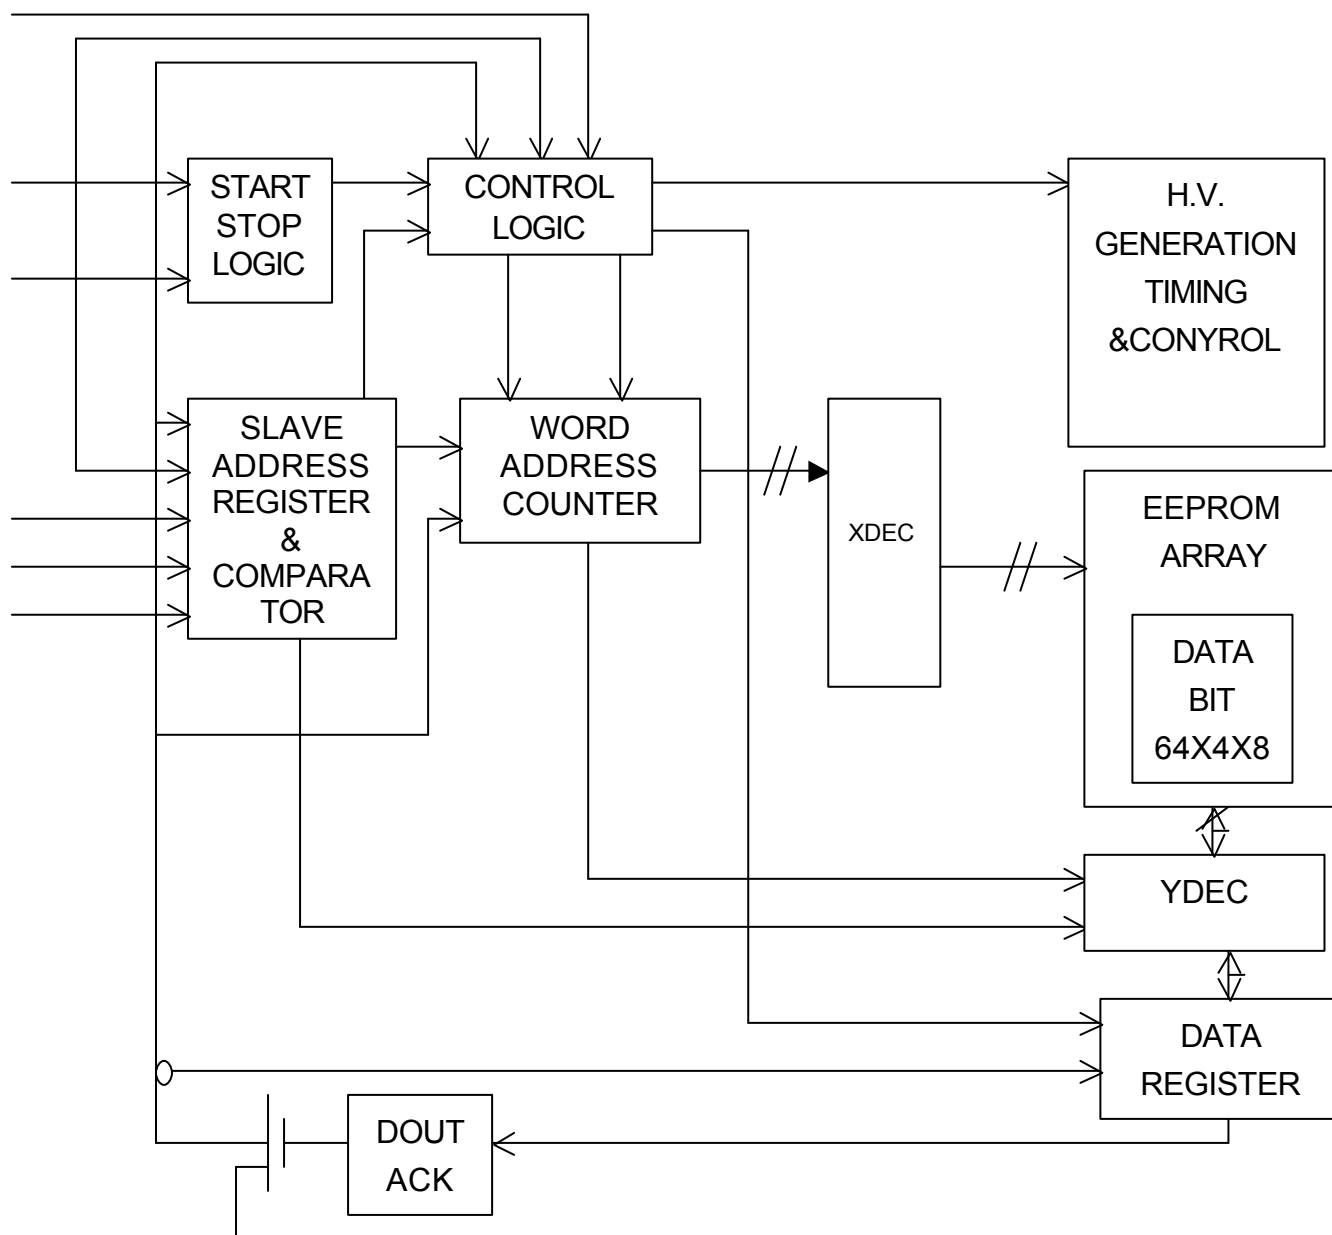 START
STOP
LOGIC
CONTROL
LOGIC
H.V.
GENERATION
TIMING
&CONYROL
SLAVE
ADDRESS
REGISTER
&
COMPARA
TOR
WORD
ADDRESS
COUNTER
XDEC
EEPROM
ARRAY
DATA
BIT
64X4X8
YDEC
DATA
REGISTER
DOUT
ACK